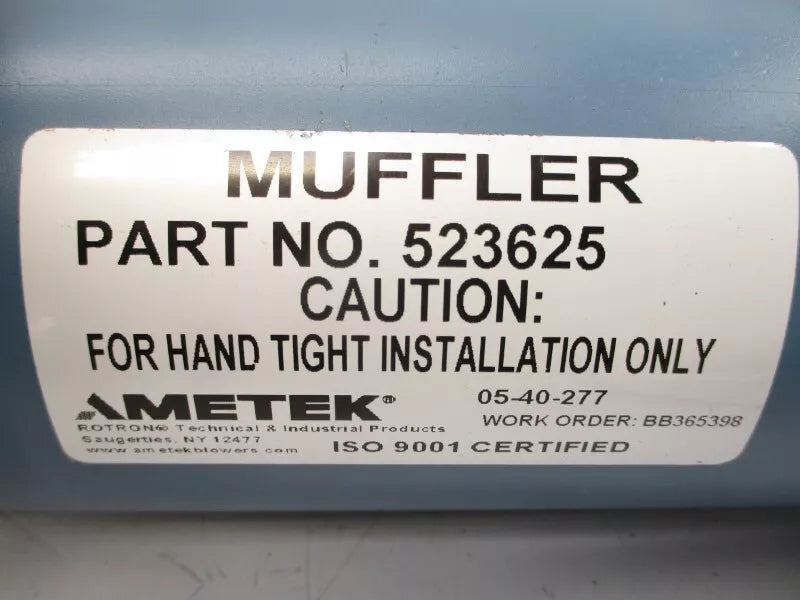 MUFFLER
PART NO. 523625
CAUTION:
FOR HAND TIGHT INSTALLATION ONLY
AMETEK®
05-40-277
ROTRON® Technical & Industrial Products
WORK ORDER: BB365398
Saugerties, NY 12477
www.ametekblowers.com
ISO 9001 CERTIFIED